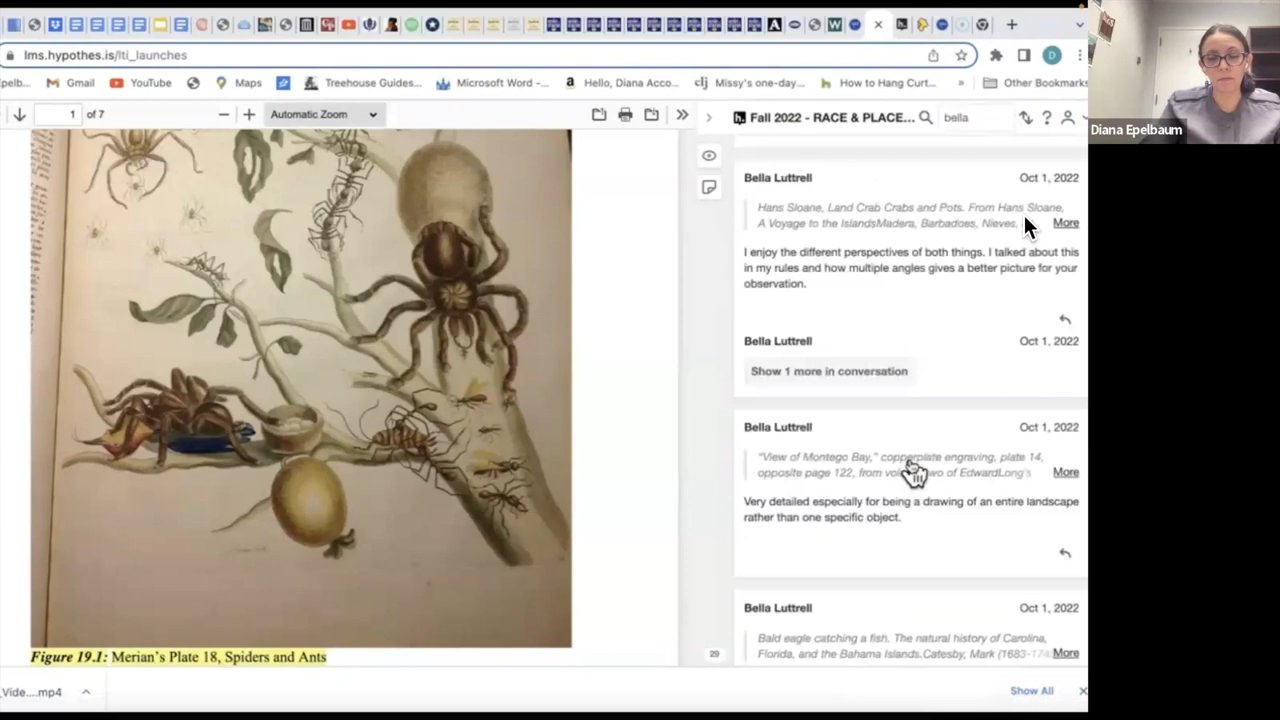 lms.hypothes.is/lti_launches
Gmail
YouTube
Maps
Treehouse Guides...
Microsoft Word -...
Hello, Diana Acco...
Missy's one-day...
How to Hang Curt...
»
Other Bookmarks
1 of 7
Automatic Zoom
Fall 2022 - RACE & PLACE...
bella
Diana Epelbaum
Bella Luttrell
Oct 1, 2022
Hans Sloane, Land Crab Crabs and Pots. From Hans Sloane,
A Voyage to the IslandsMadera, Barbadoes, Nieves,
More
I enjoy the different perspectives of both things. I talked about this
in my rules and how multiple angles gives a better picture for your
observation.
Bella Luttrell
Oct 1, 2022
Show 1 more in conversation
Bella Luttrell
Oct 1, 2022
"View of Montego Bay," copperplate engraving, plate 14,
opposite page 122, from two of EdwardLong's
More
Very detailed especially for being a drawing of an entire landscape
rather than one specific object.
Bella Luttrell
Oct 1, 2022
Bald eagle catching a fish. The natural history of Carolina,
Florida, and the Bahama Islands.Catesby, Mark (1683-174
More
29
Figure 19.1: Merian's Plate 18, Spiders and Ants
_Vide....mp4
Show All